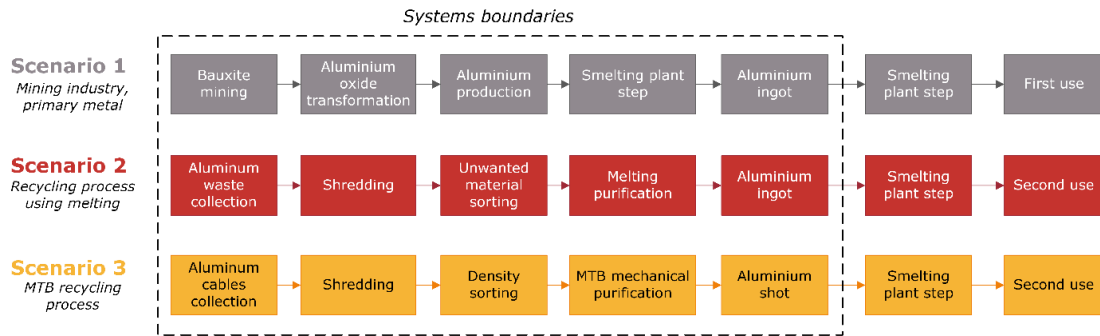 Systems boundaries
Scenario 1
Mining industry,
primary metal
Bauxite
mining
Aluminium
oxide
transformation
Aluminium
production
Smelting plant
step
Aluminium
ingot
Smelting
plant step
First use
Scenario 2
Recycling process
using melting
Aluminum
waste
collection
Shredding
Unwanted
material
sorting
Melting
purification
Aluminium
ingot
Smelting
plant step
Second use
Scenario 3
MTB recycling
process
Aluminum
cables
collection
Shredding
Density
sorting
MTB mechanical
purification
Aluminium
shot
Smelting
plant step
Second use